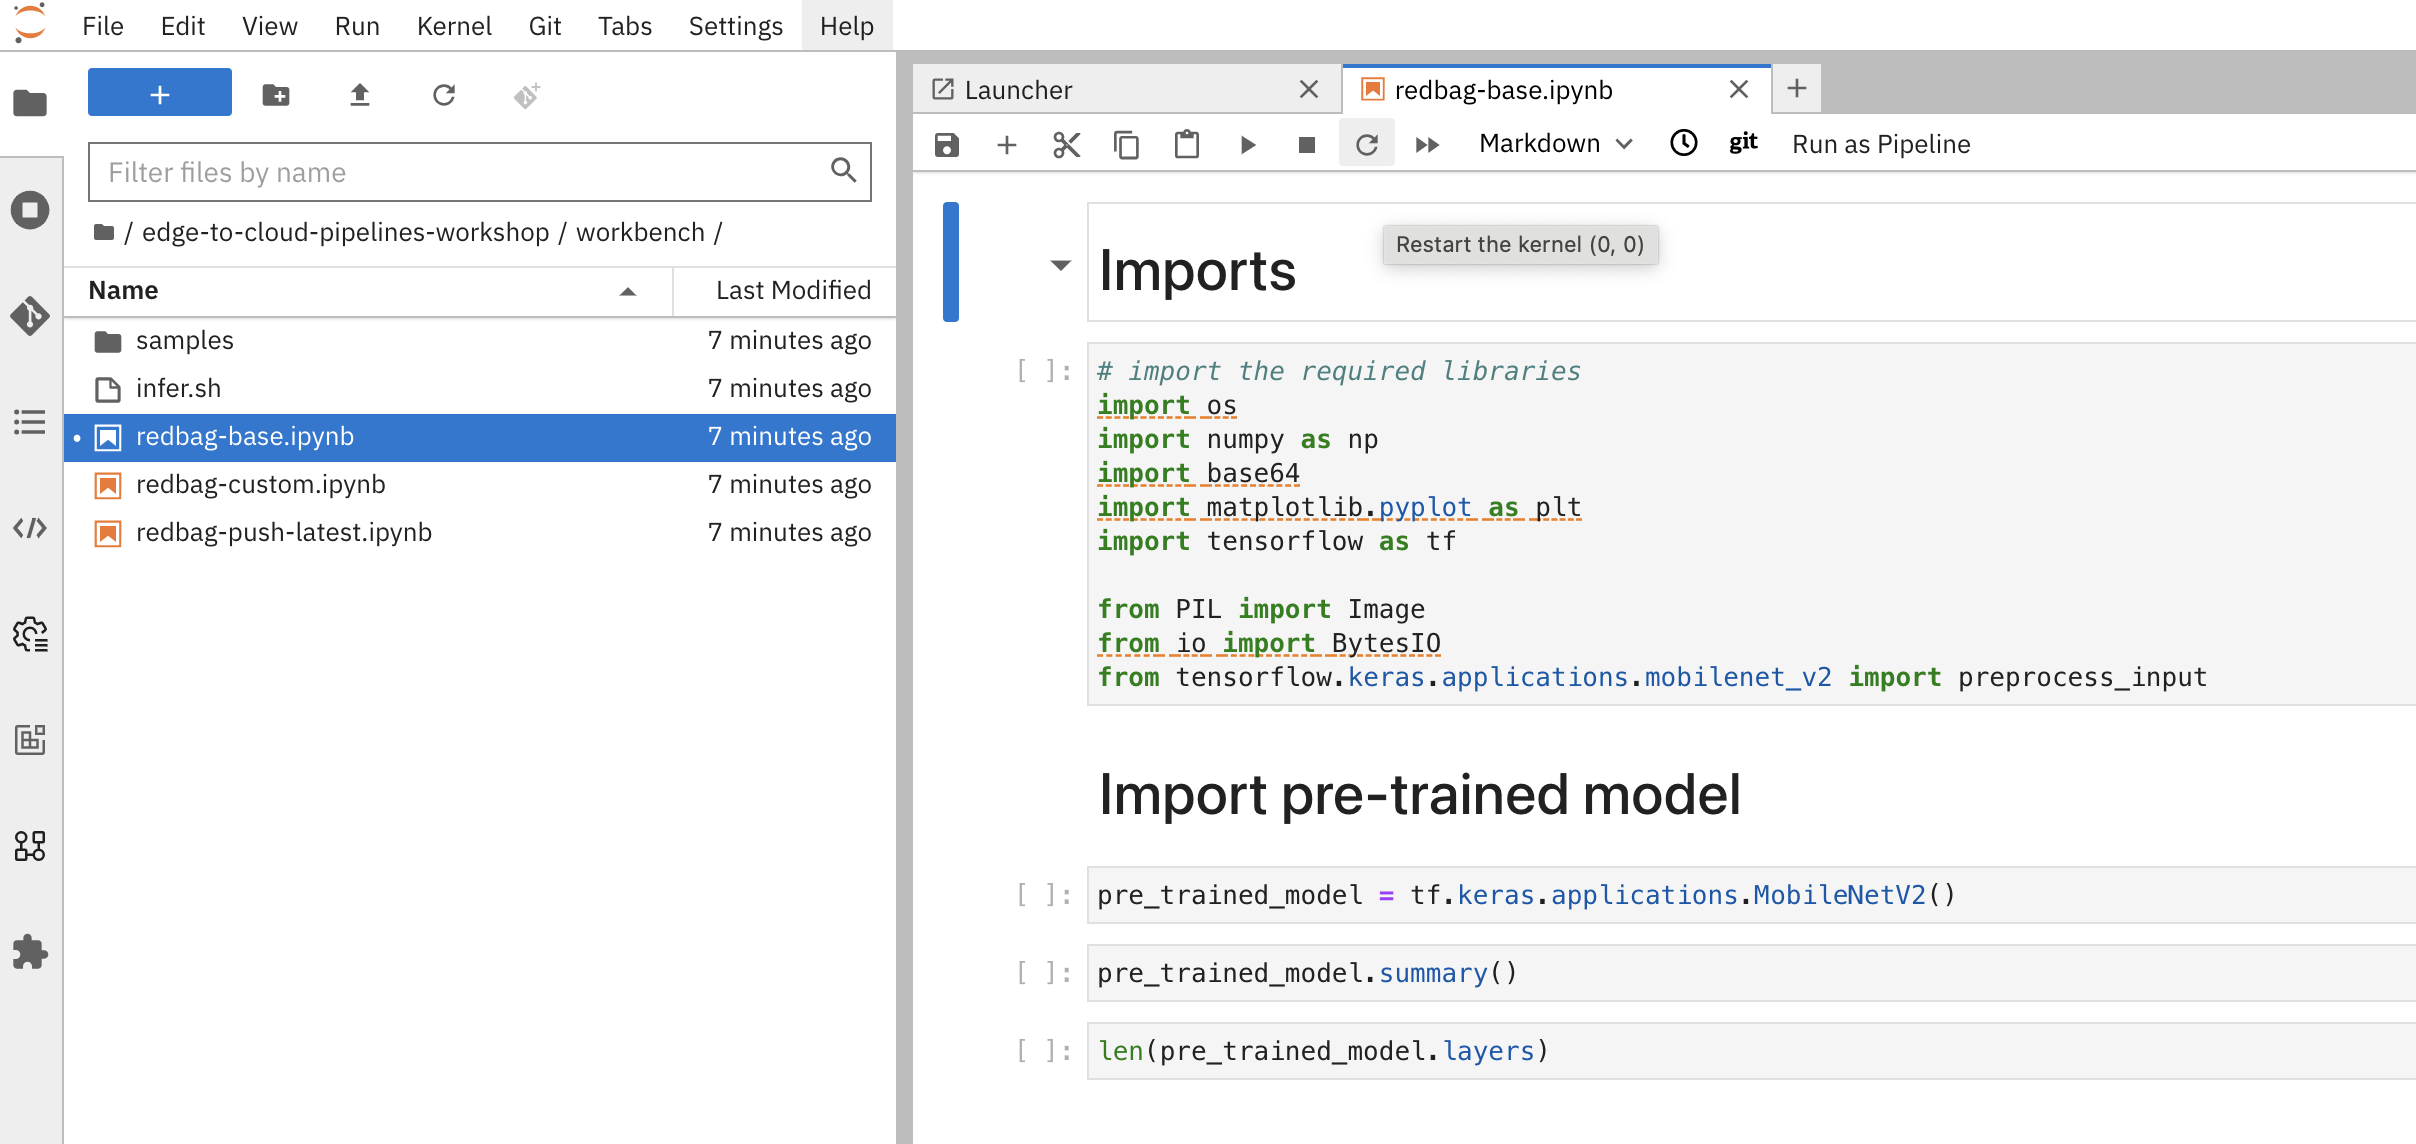 File Edit View Run Kernel Git Tabs Settings Help
+
Filter files by name
/ edge-to-cloud-pipelines-workshop / workbench /
Name Last Modified
samples 7 minutes ago
infer.sh 7 minutes ago
redbag-base.ipynb 7 minutes ago
redbag-custom.ipynb 7 minutes ago
redbag-push-latest.ipynb 7 minutes ago
Launcher redbag-base.ipynb
Markdown git Run as Pipeline
Restart the kernel (0, 0)
Imports
[ ]: # import the required libraries
import os
import numpy as np
import base64
import matplotlib.pyplot as plt
import tensorflow as tf
from PIL import Image
from io import BytesIO
from tensorflow.keras.applications.mobilenet_v2 import preprocess_input
Import pre-trained model
[ ]: pre_trained_model = tf.keras.applications.MobileNetV2()
[ ]: pre_trained_model.summary()
[ ]: len(pre_trained_model.layers)